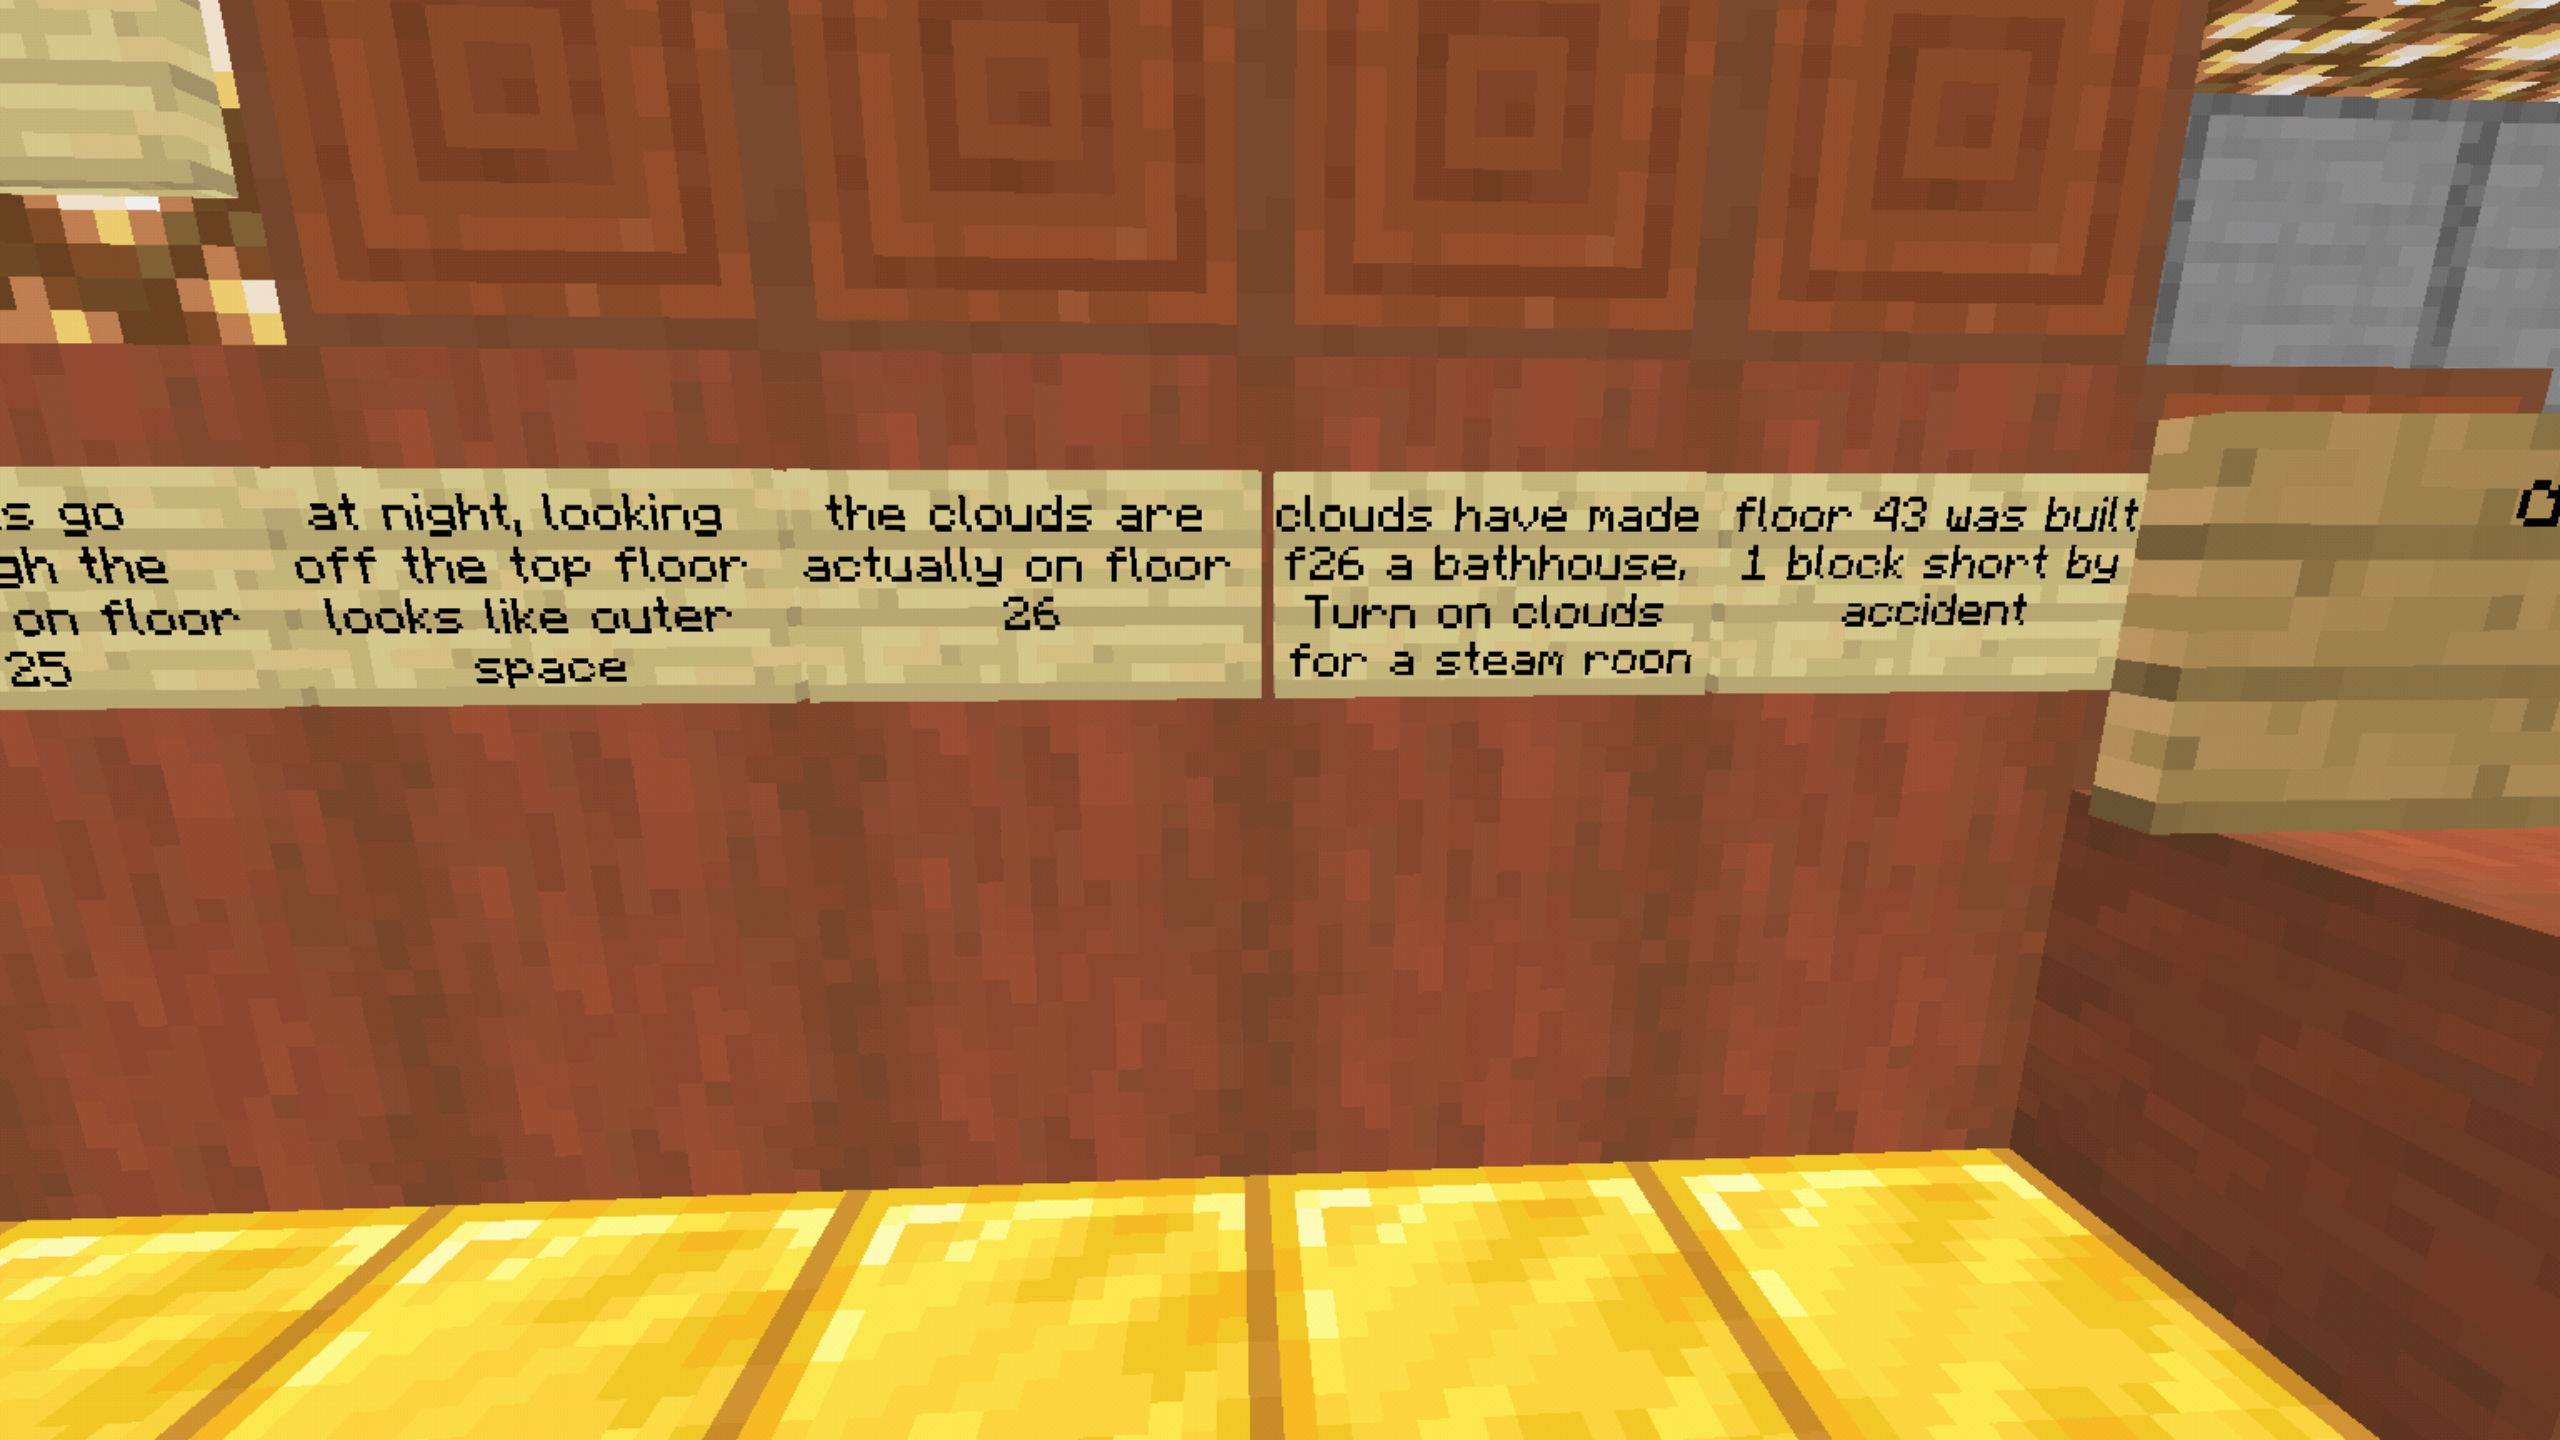 go
the
on floor
25
at night, looking
off the top floor
looks like outer
space
the clouds are
actually on floor
26
clouds have made
f26 a bathhouse,
Turn on clouds
for a steam roon
floor 43 was built
1 block short by
accident